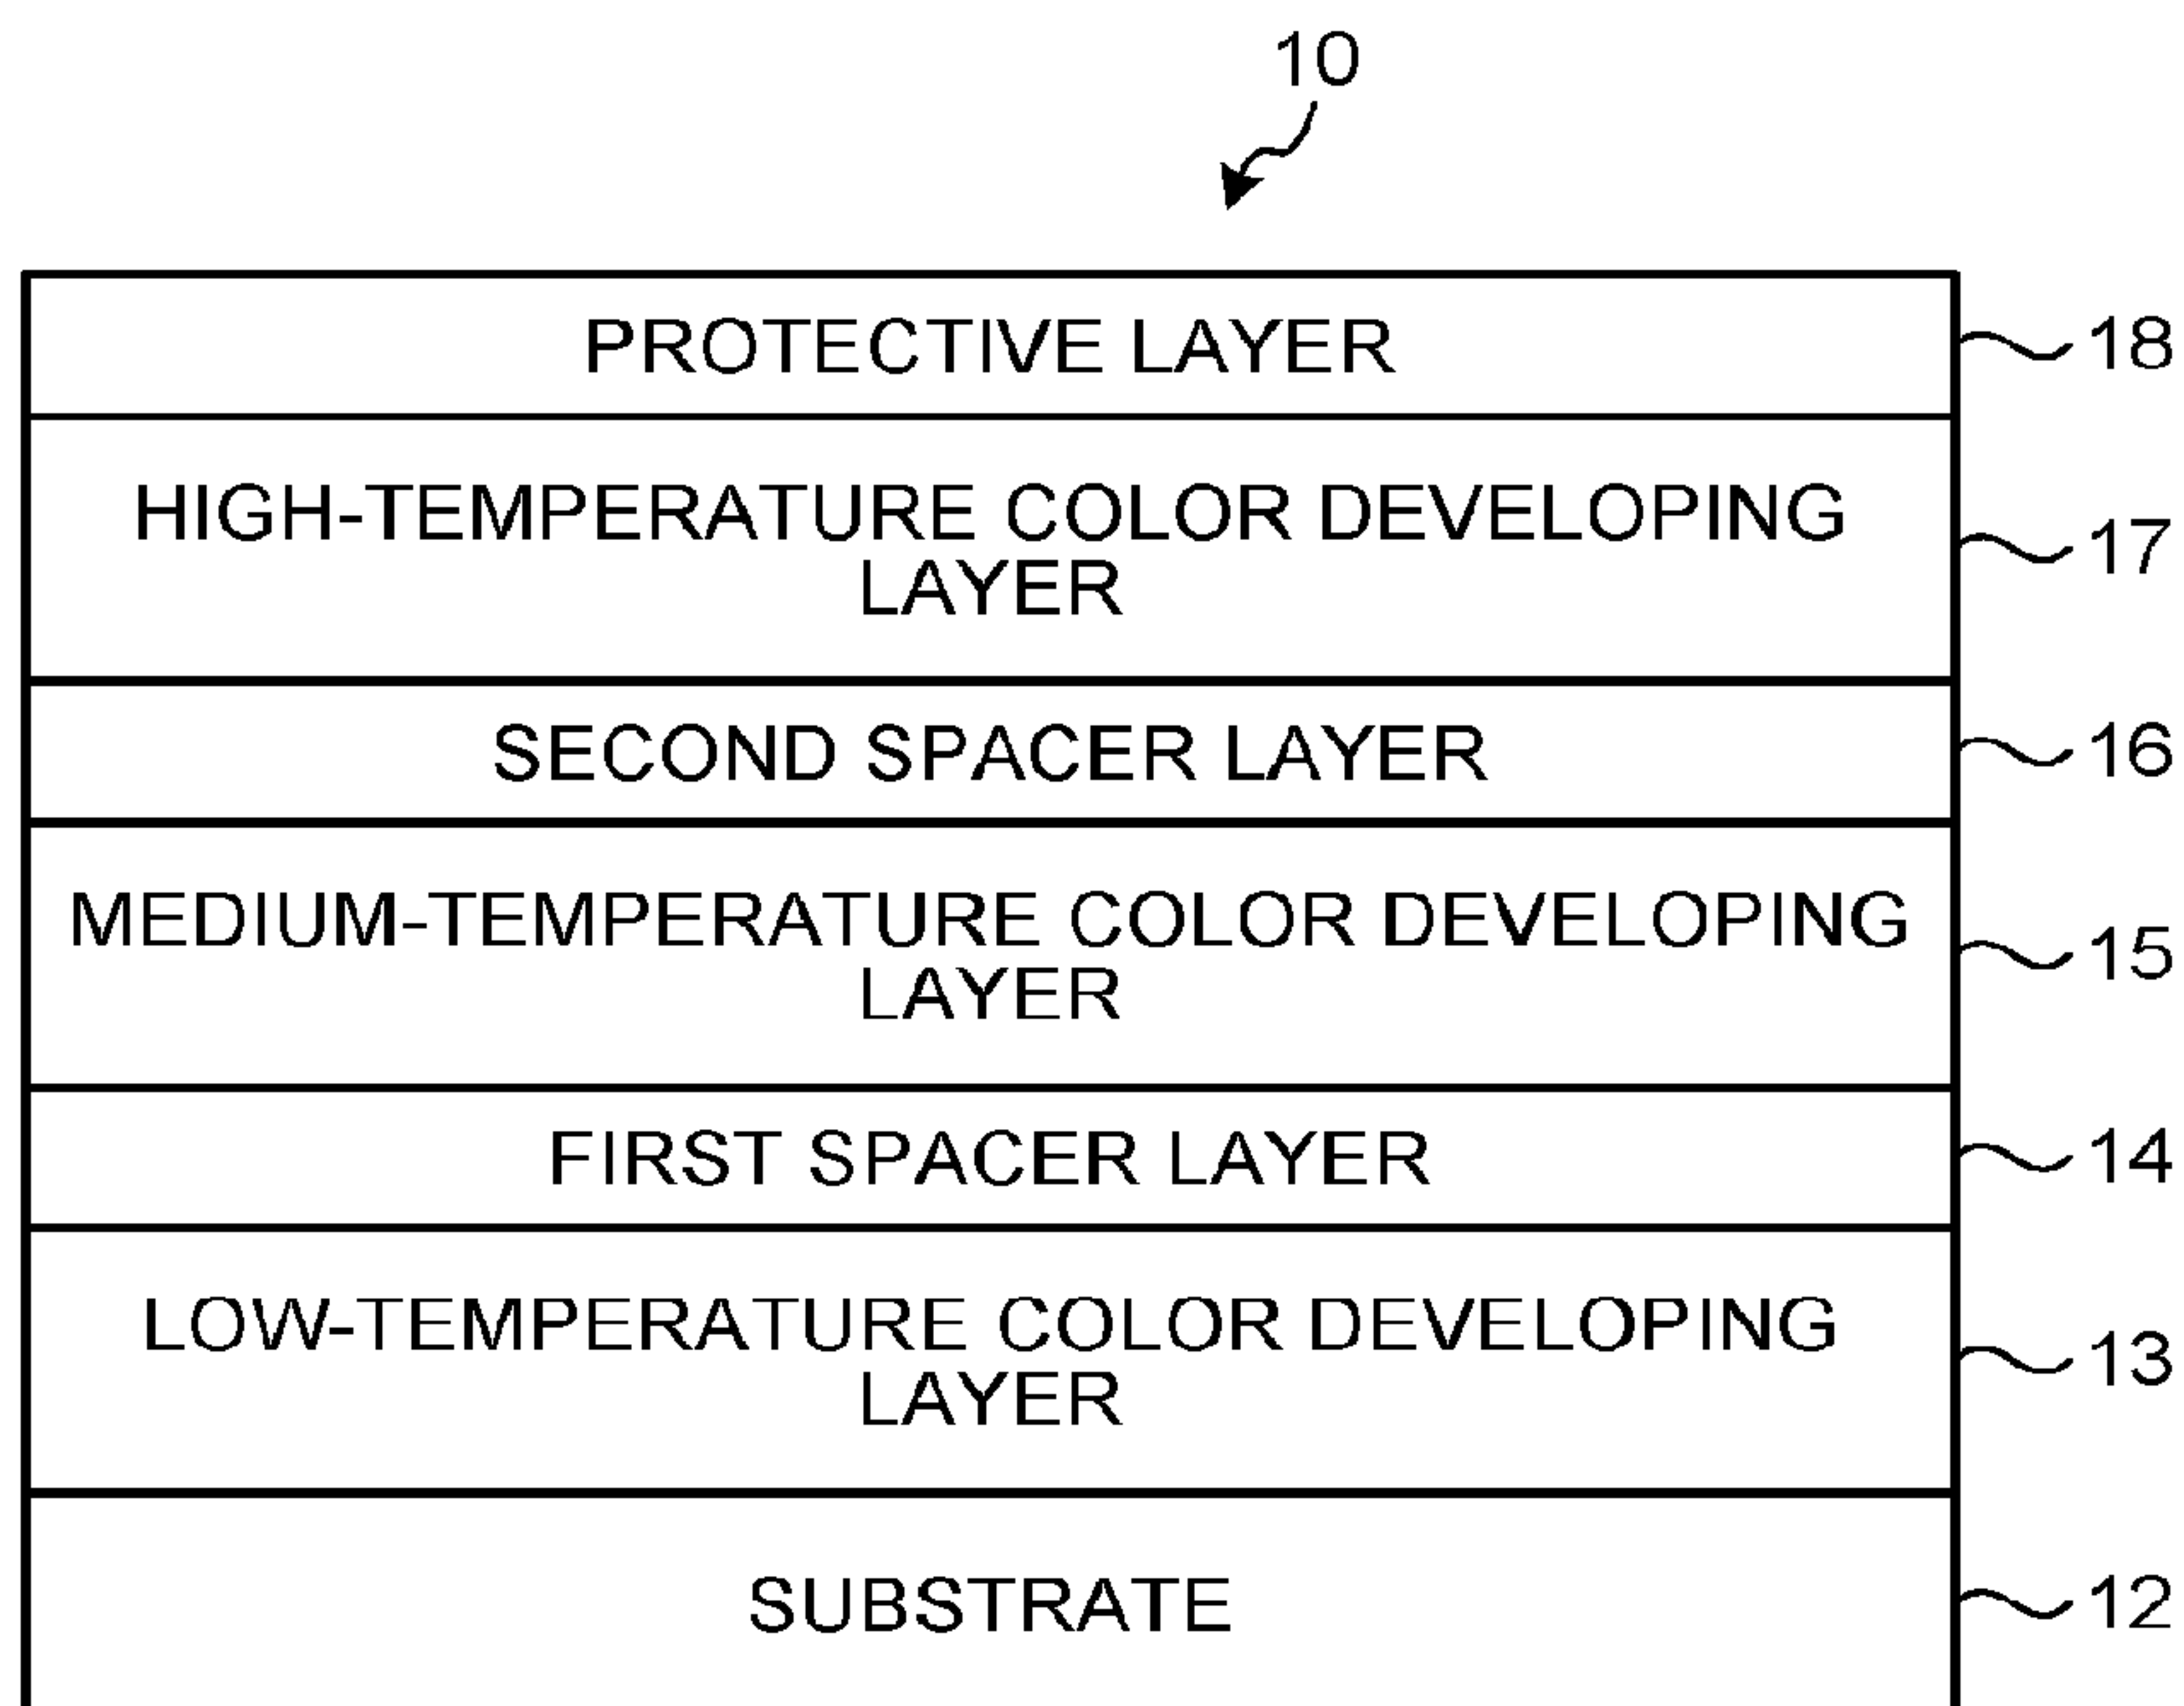 10
PROTECTIVE LAYER
18
HIGH-TEMPERATURE COLOR DEVELOPING
LAYER
17
SECOND SPACER LAYER
16
MEDIUM-TEMPERATURE COLOR DEVELOPING
LAYER
15
FIRST SPACER LAYER
14
LOW-TEMPERATURE COLOR DEVELOPING
LAYER
13
SUBSTRATE
12